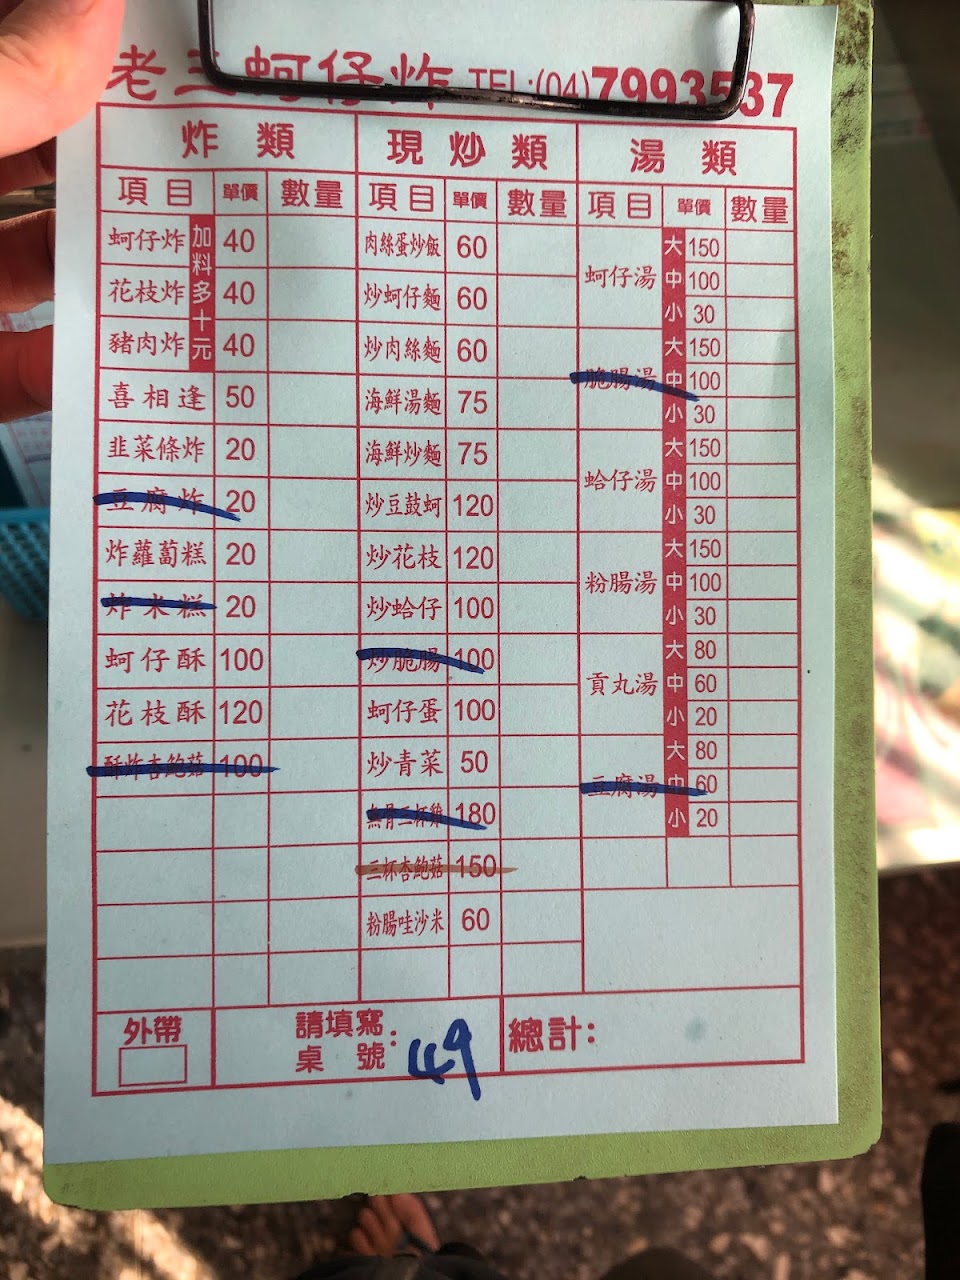 老三蚵仔炸 TEL:(04)7993537
炸類 現炒類 湯類
項目 單價 數量 項目 單價 數量 項目 單價 數量
加料多十元
蚵仔炸 40
花枝炸 40
豬肉炸 40
喜相逢 50
韭菜條炸 20
豆腐炸 20
炸蘿蔔糕 20
炸米糕 20
蚵仔酥 100
花枝酥 120
酥炸杏鮑菇 100
肉絲蛋炒飯 60
炒蚵仔麵 60
炒肉絲麵 60
海鮮湯麵 75
海鮮炒麵 75
炒豆鼓蚵 120
炒花枝 120
炒蛤仔 100
炒脆腸 100
蚵仔蛋 100
炒青菜 50
無骨三杯雞 180
三杯杏鮑菇 150
粉腸哇沙米 60
蚵仔湯 大 150
中 100
小 30
脆腸湯 大 150
中 100
小 30
蛤仔湯 大 150
中 100
小 30
粉腸湯 大 150
中 100
小 30
貢丸湯 大 80
中 60
小 20
豆腐湯 大 80
中 60
小 20
外帶
請填寫:
桌號: 49
總計: